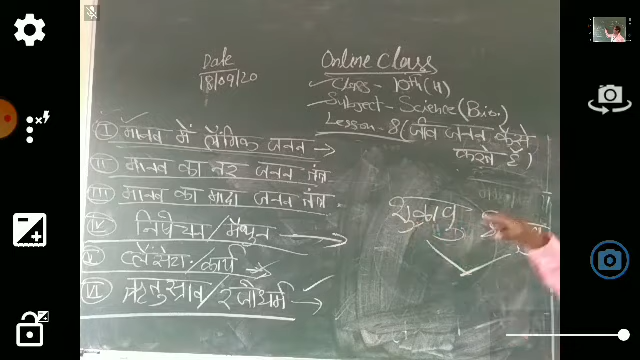 Date
18/09/20
Online Class
Class - 10th (H)
Subject - Science (Bio.)
Lesson - 8 (जीव जनन कैसे
करते हैं)
I मानव में लैंगिक जनन →
II मानव का नर जनन तंत्र
III मानव का मादा जनन तंत्र
IV निषेचन/मैथुन →
V प्लेसेंटा कार्य →
VI ऋतुस्राव/रजोधर्म →
शुक्राणु